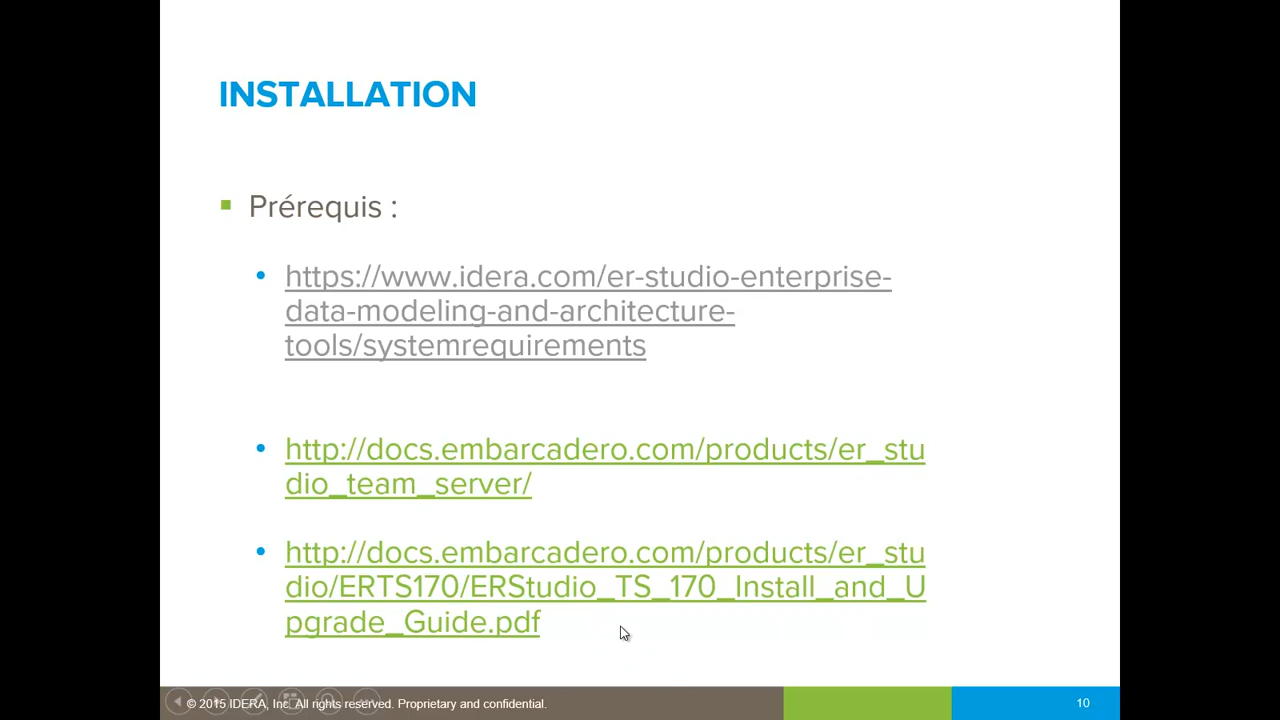 INSTALLATION
Prérequis :
https://www.idera.com/er-studio-enterprise-
data-modeling-and-architecture-
tools/systemrequirements
http://docs.embarcadero.com/products/er_stu
dio_team_server/
http://docs.embarcadero.com/products/er_stu
dio/ERTS170/ERStudio_TS_170_Install_and_U
pgrade_Guide.pdf
© 2015 IDERA, Inc. All rights reserved. Proprietary and confidential.
10